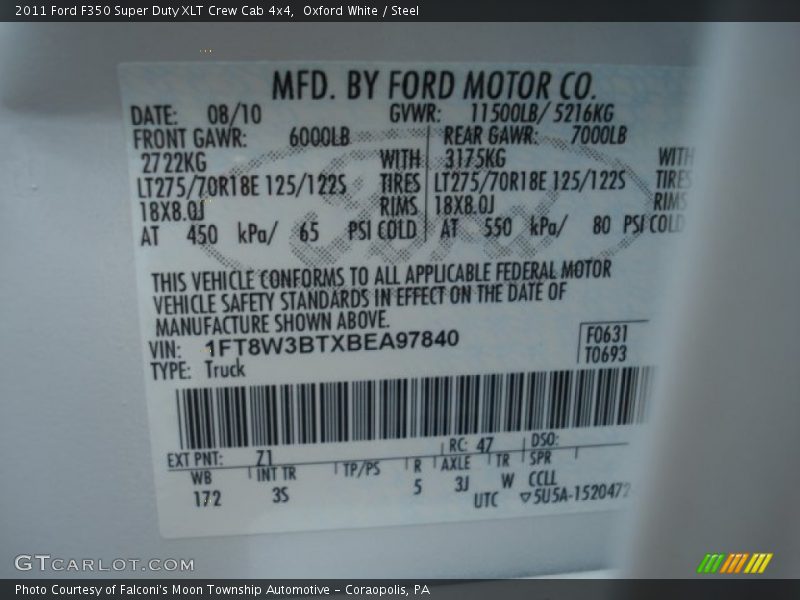 2011 Ford F350 Super Duty XLT Crew Cab 4x4,  Oxford White / Steel
MFD. BY FORD MOTOR CO.
DATE: 08/10 GVWR: 11500LB/ 5216KG
FRONT GAWR: 6000LB REAR GAWR: 7000LB
2722KG WITH 3175KG WITH
LT275/70R18E 125/122S TIRES LT275/70R18E 125/122S TIRES
18X8.0J RIMS 18X8.0J RIMS
AT 450 kPa/ 65 PSI COLD AT 550 kPa/ 80 PSI COLD
THIS VEHICLE CONFORMS TO ALL APPLICABLE FEDERAL MOTOR
VEHICLE SAFETY STANDARDS IN EFFECT ON THE DATE OF
MANUFACTURE SHOWN ABOVE.
VIN: 1FT8W3BTXBEA97840 F0631
TYPE: Truck T0693
EXT PNT: Z1 RC: 47 DSO:
WB INT TR TP/PS R AXLE TR SPR
172 3S 5 3J W CCLL
UTC ▽5U5A-1520472
GTCARLOT.COM
Photo Courtesy of Falconi's Moon Township Automotive – Coraopolis, PA